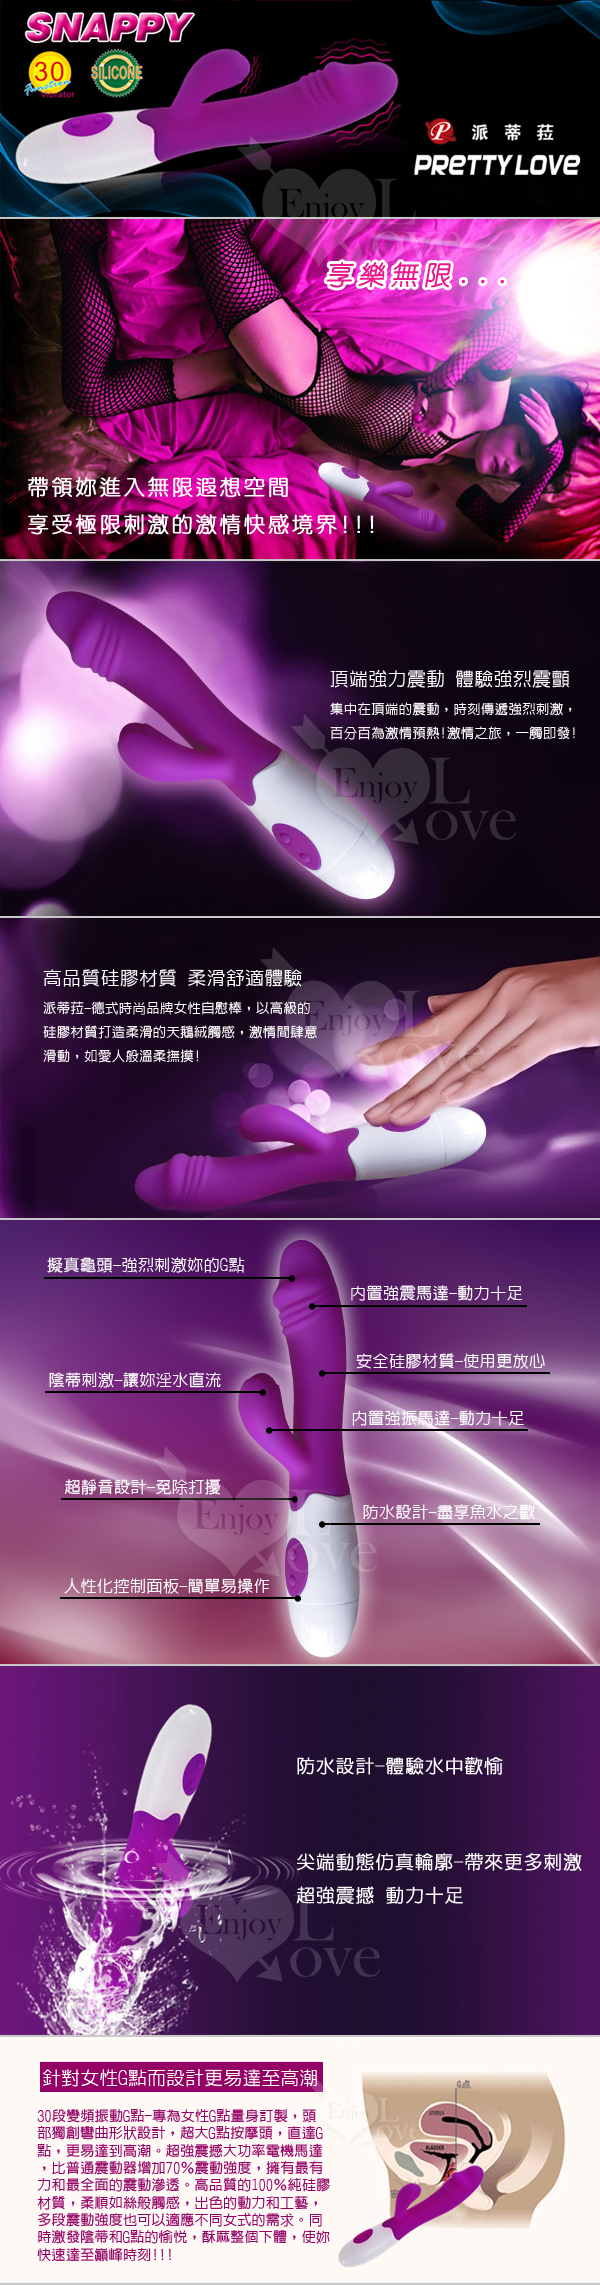 SNAPPY
30
Function
Vibrator
SILICONE
P 派蒂菈
PRETTY LOVE
Enjoy Love
享樂無限...
帶領妳進入無限遐想空間
享受極限刺激的激情快感境界!!!
頂端強力震動 體驗強烈震顫
集中在頂端的震動，時刻傳遞強烈刺激，
百分百為激情預熱!激情之旅，一觸即發!
Enjoy Love
高品質硅膠材質 柔滑舒適體驗
派蒂菈-德式時尚品牌女性自慰棒，以高級的
硅膠材質打造柔滑的天鵝絨觸感，激情間肆意
滑動，如愛人般溫柔撫摸!
Enjoy Love
擬真龜頭-強烈刺激妳的G點
內置強震馬達-動力十足
安全硅膠材質-使用更放心
陰蒂刺激-讓妳淫水直流
內置強振馬達-動力十足
超靜音設計-免除打擾
防水設計-盡享魚水之歡
Enjoy Love
人性化控制面板-簡單易操作
防水設計-體驗水中歡愉
尖端動態仿真輪廓-帶來更多刺激
超強震撼 動力十足
Enjoy Love
針對女性G點而設計更易達至高潮
30段變頻振動G點-專為女性G點量身訂製，頭
部獨創彎曲形狀設計，超大G點按摩頭，直達G
點，更易達到高潮。超強震撼大功率電機馬達
，比普通震動器增加70%震動強度，擁有最有
力和最全面的震動滲透。高品質的100%純硅膠
材質，柔順如絲般觸感，出色的動力和工藝，
多段震動強度也可以適應不同女式的需求。同
時激發陰蒂和G點的愉悅，酥麻整個下體，使妳
快速達至巔峰時刻!!!
G点
UTERUS
BLADDER
Enjoy Love